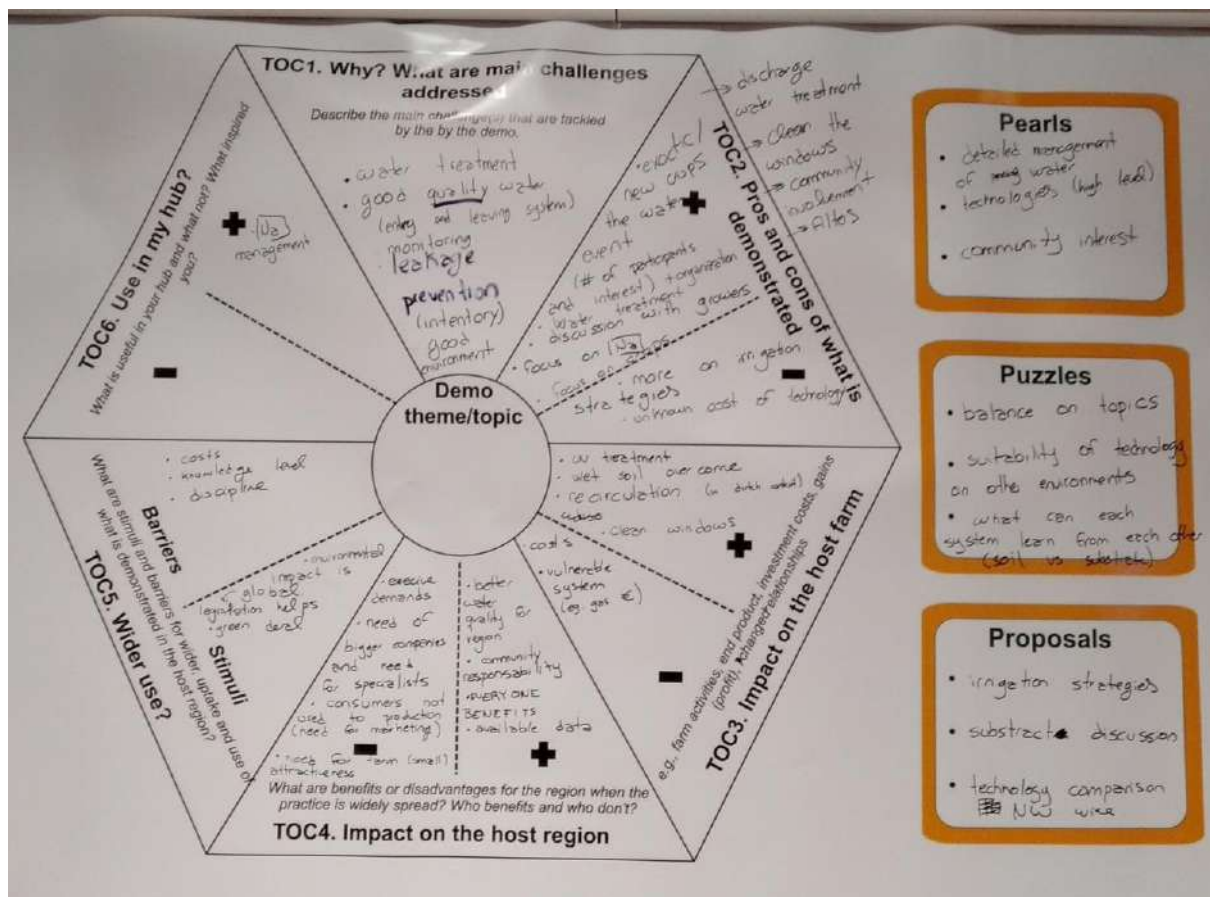 TOC1. Why? What are main challenges
addressed
Describe the main challenge(s) that are tackled
by the by the demo.
• water treatment
• good quality water
(entry and leaving system)
monitoring
• leakage
prevention
(intentory)
good
environment
TOC2. Pros and cons of what is
demonstrated
→ discharge
water treatment
→ clean the
windows
→ community
involvement
→ Altos
• exotic/
new crops
the water
event
(# of participants
and interest) + organization
• water treatment
• discussion with growers
• focus on Na
• focus on crops
• more on irrigation
strategies
• unknown cost of technology
+
-
TOC3. Impact on the host farm
e.g., farm activities, end product, investment costs, gains
(profit), changed relationships
• UV treatment
• wet soil overcome
• recirculation (in dutch context)
• clean windows
+
• costs
• vulnerable
system
(eg. gas €)
-
TOC4. Impact on the host region
What are benefits or disadvantages for the region when the
practice is widely spread? Who benefits and who don't?
• execive
demands
• need of
bigger companies
and need
for specialists
• consumers not
used to production
(need for marketing)
• need for farm (small)
attractiveness
-
• better
water
quality for
region
• community
responsability
• EVERYONE
BENEFITS
• available data
+
TOC5. Wider use?
What are stimuli and barriers for wider, uptake and use of
what is demonstrated in the host region?
Barriers
• costs
• knowledge level
• discipline
Stimuli
impact is
global
legislation helps
• green deal
TOC6. Use in my hub?
What is useful in your hub and what not? What inspired
you?
+
• Na
management
-
Demo
theme/topic
Pearls
• detailed management
of water
• technologies (high level)
• community interest
Puzzles
• balance on topics
• suitability of technology
on othe environments
• what can each
system learn from each other
(soil vs substrate)
Proposals
• irrigation strategies
• substract discussion
• technology comparison
NW wise